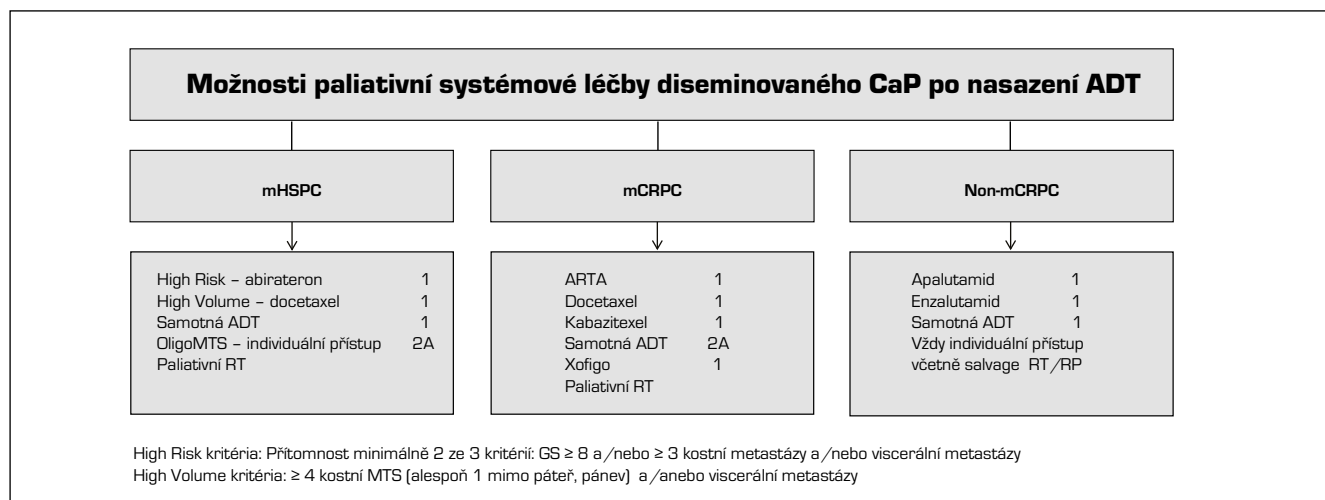 Možnosti paliativní systémové léčby diseminovaného CaP po nasazení ADT
mHSPC
High Risk – abirateron 1
High Volume – docetaxel 1
Samotná ADT 1
OligoMTS – individuální přístup 2A
Paliativní RT
mCRPC
ARTA 1
Docetaxel 1
Kabazitexel 1
Samotná ADT 2A
Xofigo 1
Paliativní RT
Non-mCRPC
Apalutamid 1
Enzalutamid 1
Samotná ADT 1
Vždy individuální přístup
včetně salvage RT/RP
High Risk kritéria: Přítomnost minimálně 2 ze 3 kritérií: GS ≥ 8 a/nebo ≥ 3 kostní metastázy a/nebo viscerální metastázy
High Volume kritéria: ≥ 4 kostní MTS (alespoň 1 mimo páteř, pánev) a/anebo viscerální metastázy